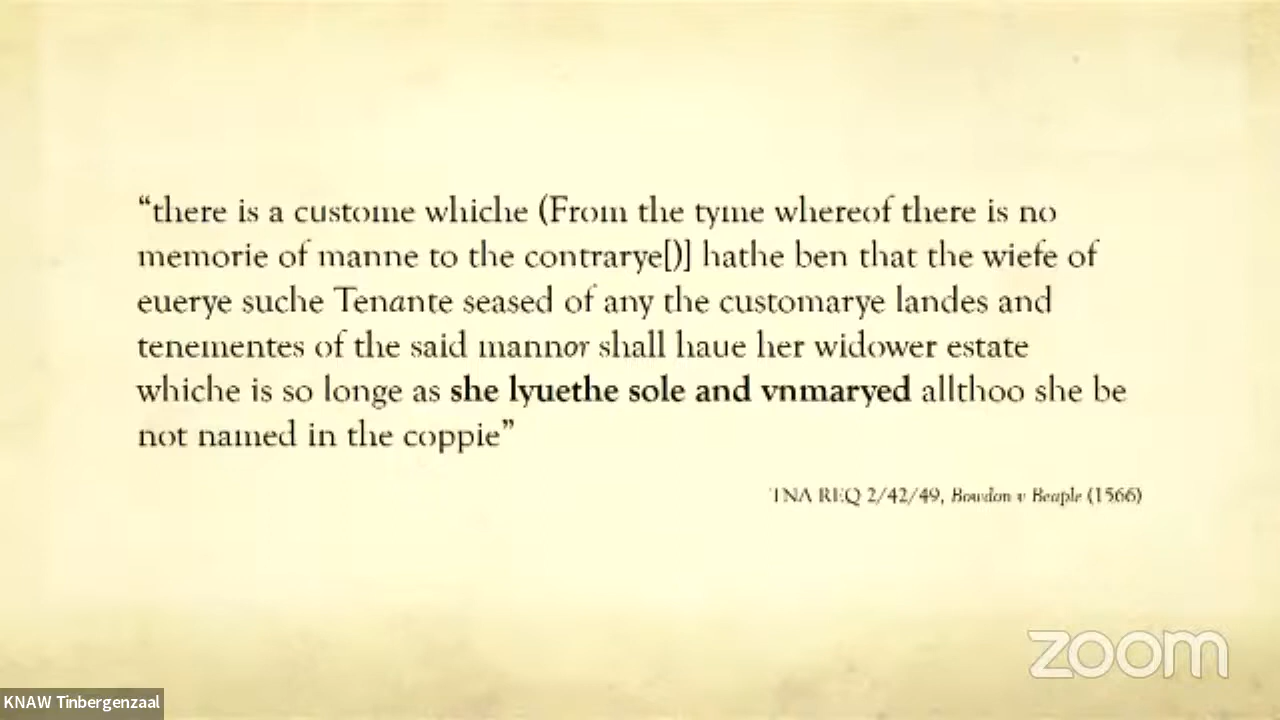 “there is a custome whiche (From the tyme whereof there is no
memorie of manne to the contrarye[)] hathe ben that the wiefe of
euerye suche Tenante seased of any the customarye landes and
tenementes of the said mannor shall haue her widower estate
whiche is so longe as she lyuethe sole and vnmaryed allthoo she be
not named in the coppie”
TNA REQ 2/42/49, Bowdon v Beaple (1566)
zoom
KNAW Tinbergenzaal